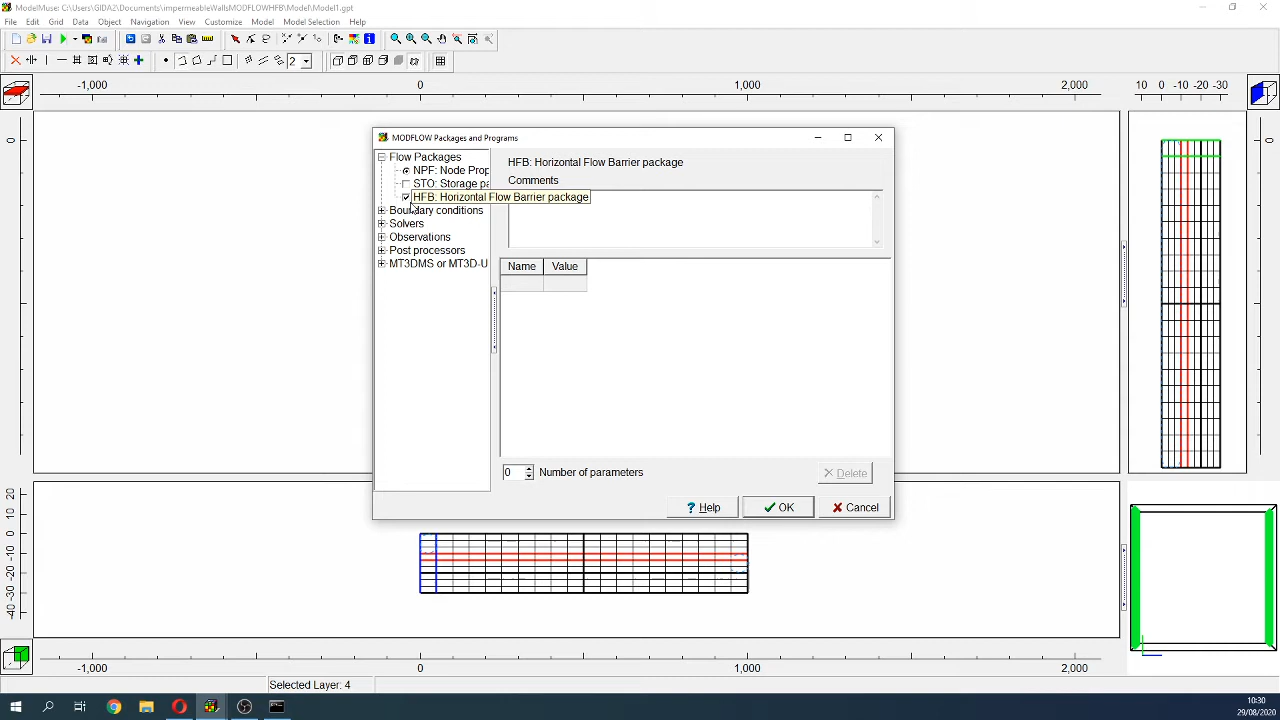 ModelMuse: C:\Users\GIDA2\Documents\impermeableWallsMODFLOWHFB\Model\Model1.gpt
File Edit Grid Data Object Navigation View Customize Model Model Selection Help
2
-1,000 0 1,000 2,000
10 0 -10 -20 -30
0
0
MODFLOW Packages and Programs
Flow Packages
NPF: Node Prop
STO: Storage pa
HFB: Horizontal Flow Barrier package
Boundary conditions
Solvers
Observations
Post processors
MT3DMS or MT3D-U
HFB: Horizontal Flow Barrier package
Comments
Name Value
0 Number of parameters
Delete
Help OK Cancel
20
10
0
-10
-20
-30
-40
-1,000 0 1,000 2,000
Selected Layer: 4
10:30
29/08/2020